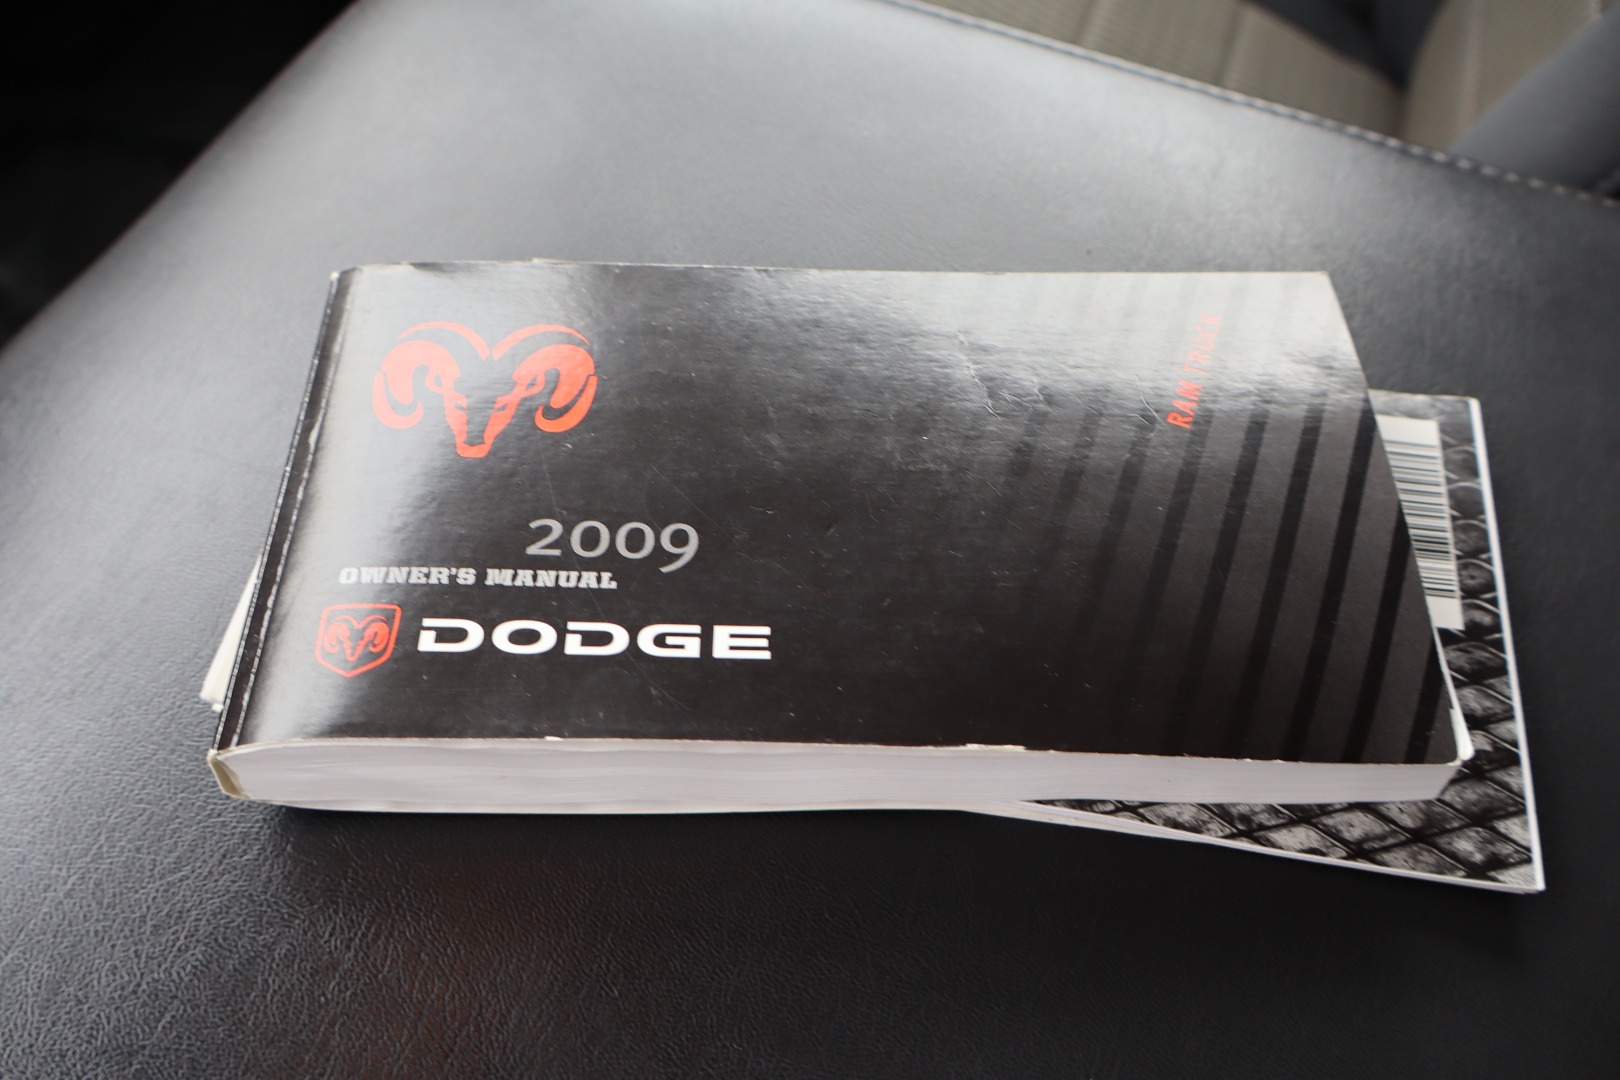 RAM TRUCK
2009
OWNER'S MANUAL
DODGE